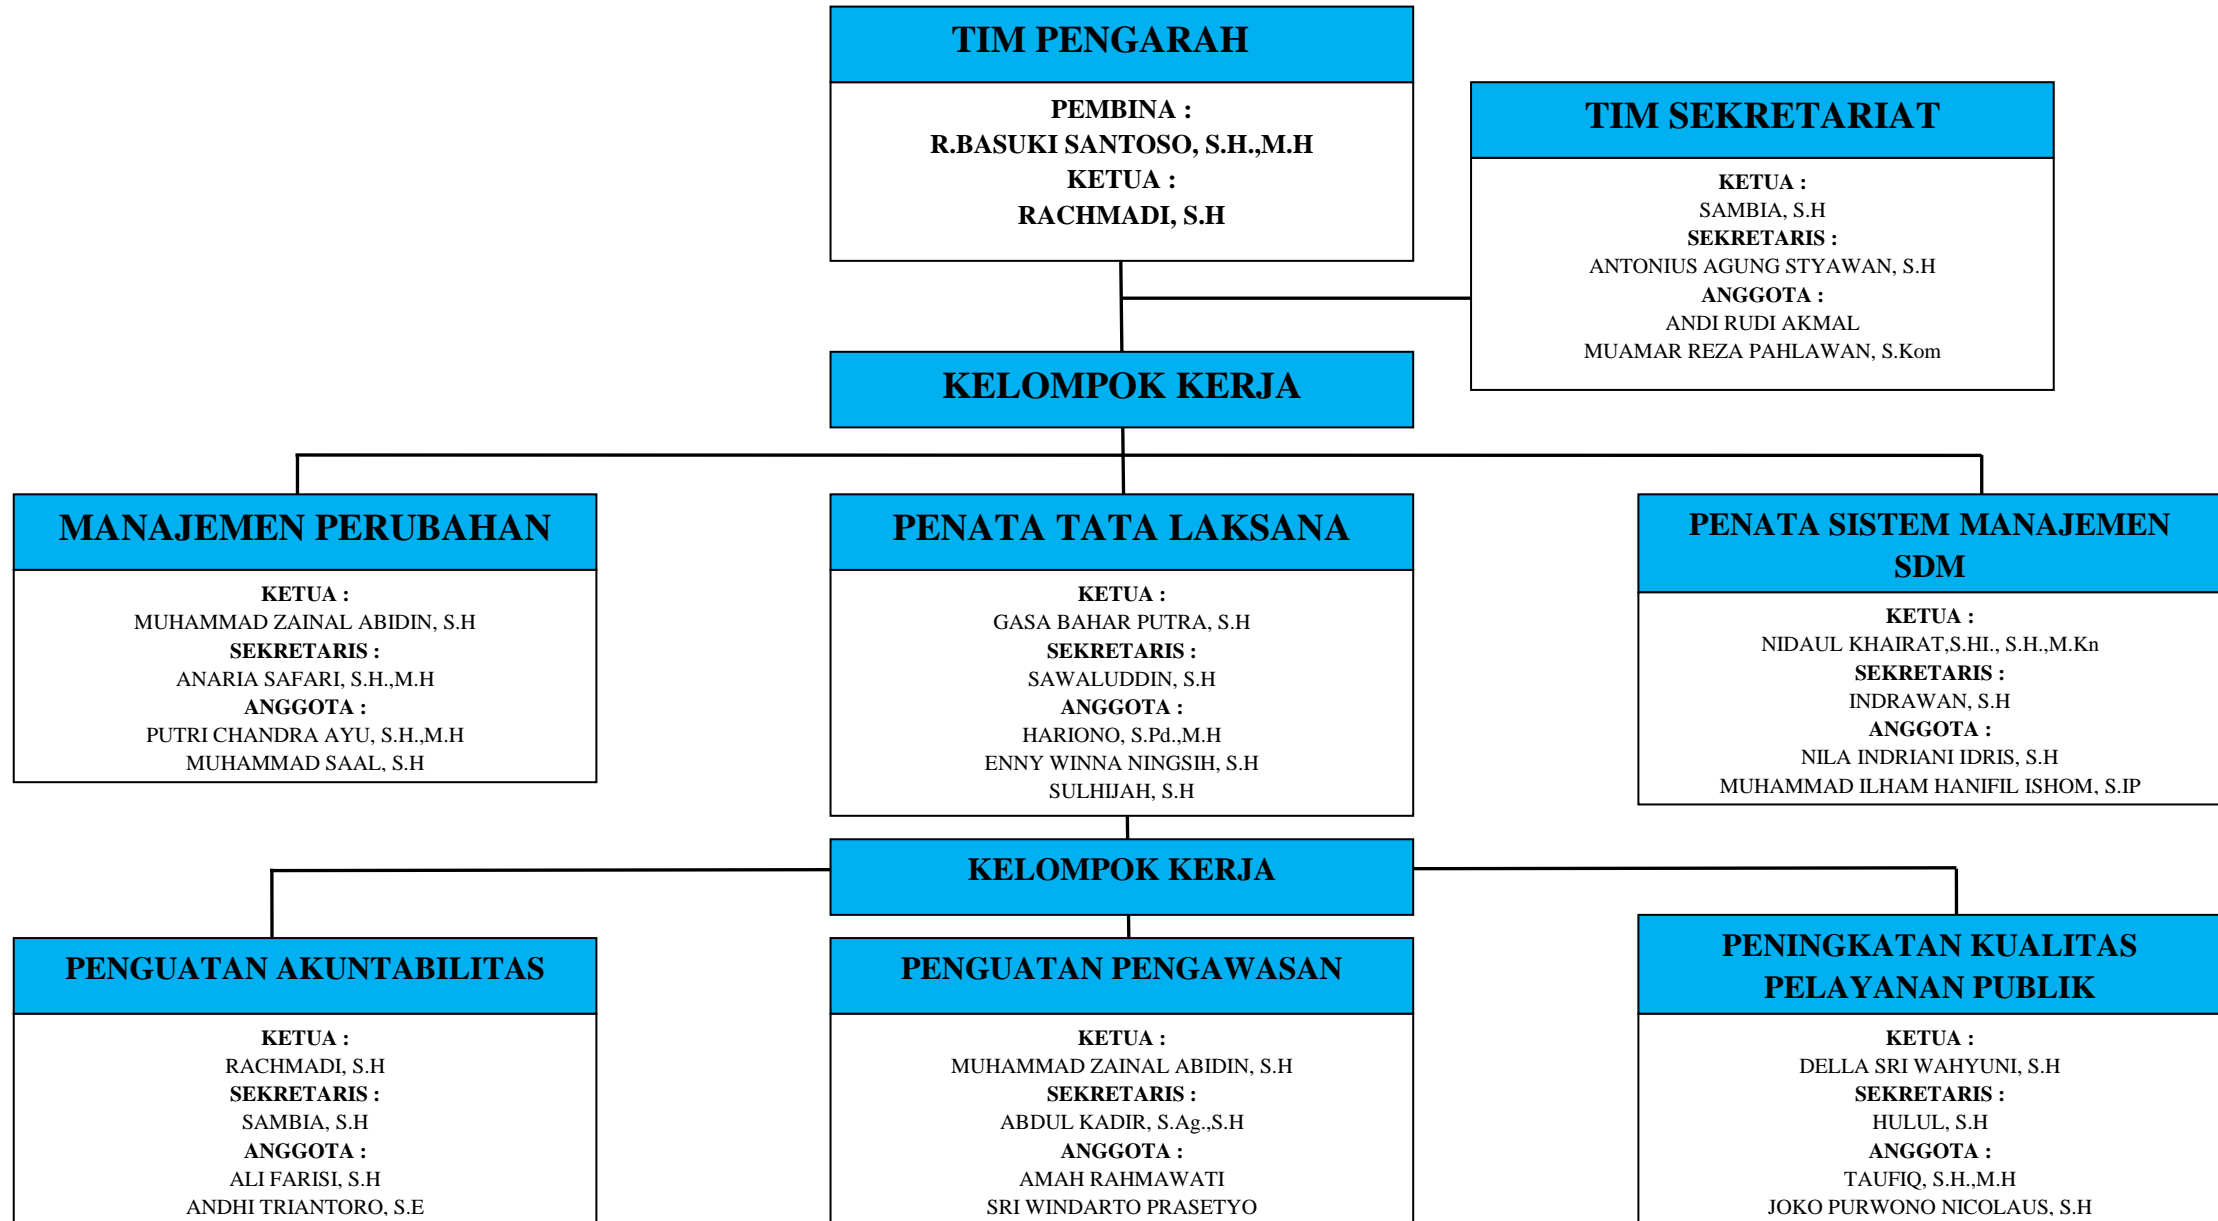 TIM PENGARAH
PEMBINA :
R.BASUKI SANTOSO, S.H.,M.H
KETUA :
RACHMADI, S.H
TIM SEKRETARIAT
KETUA :
SAMBIA, S.H
SEKRETARIS :
ANTONIUS AGUNG STYAWAN, S.H
ANGGOTA :
ANDI RUDI AKMAL
MUAMAR REZA PAHLAWAN, S.Kom
KELOMPOK KERJA
MANAJEMEN PERUBAHAN
KETUA :
MUHAMMAD ZAINAL ABIDIN, S.H
SEKRETARIS :
ANARIA SAFARI, S.H.,M.H
ANGGOTA :
PUTRI CHANDRA AYU, S.H.,M.H
MUHAMMAD SAAL, S.H
PENATA TATA LAKSANA
KETUA :
GASA BAHAR PUTRA, S.H
SEKRETARIS :
SAWALUDDIN, S.H
ANGGOTA :
HARIONO, S.Pd.,M.H
ENNY WINNA NINGSIH, S.H
SULHIJAH, S.H
PENATA SISTEM MANAJEMEN
SDM
KETUA :
NIDAUL KHAIRAT,S.HI., S.H.,M.Kn
SEKRETARIS :
INDRAWAN, S.H
ANGGOTA :
NILA INDRIANI IDRIS, S.H
MUHAMMAD ILHAM HANIFIL ISHOM, S.IP
KELOMPOK KERJA
PENGUATAN AKUNTABILITAS
KETUA :
RACHMADI, S.H
SEKRETARIS :
SAMBIA, S.H
ANGGOTA :
ALI FARISI, S.H
ANDHI TRIANTORO, S.E
PENGUATAN PENGAWASAN
KETUA :
MUHAMMAD ZAINAL ABIDIN, S.H
SEKRETARIS :
ABDUL KADIR, S.Ag.,S.H
ANGGOTA :
AMAH RAHMAWATI
SRI WINDARTO PRASETYO
PENINGKATAN KUALITAS
PELAYANAN PUBLIK
KETUA :
DELLA SRI WAHYUNI, S.H
SEKRETARIS :
HULUL, S.H
ANGGOTA :
TAUFIQ, S.H.,M.H
JOKO PURWONO NICOLAUS, S.H